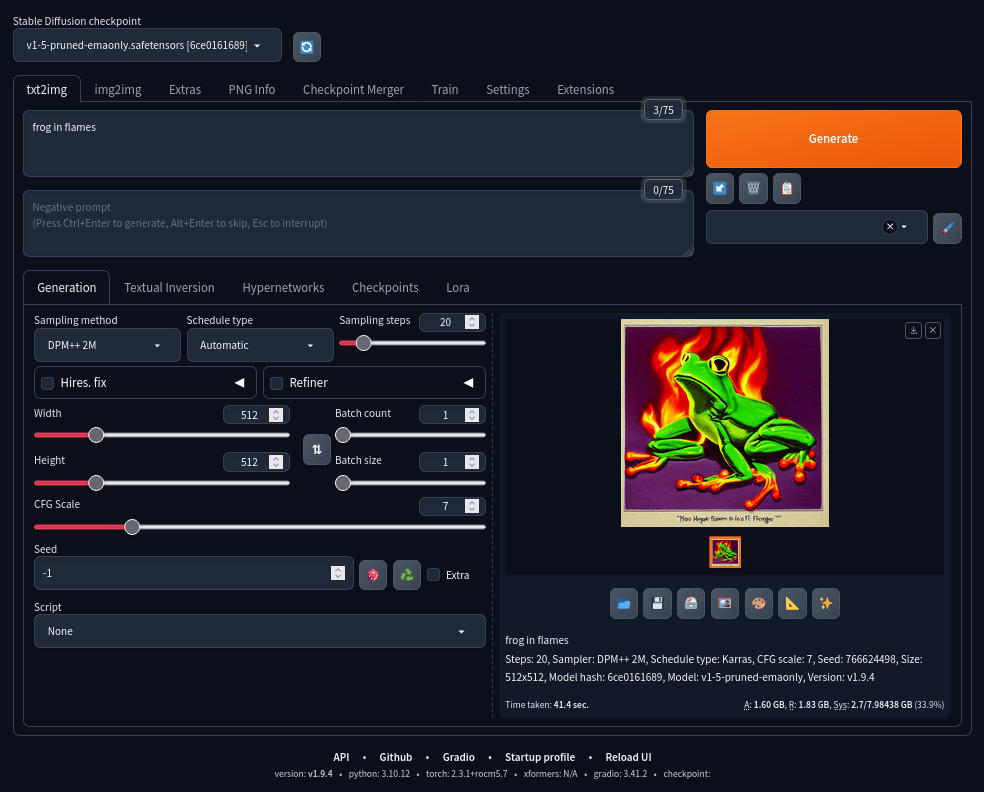 Stable Diffusion checkpoint
v1-5-pruned-emaonly.safetensors [6ce0161689]
txt2img img2img Extras PNG Info Checkpoint Merger Train Settings Extensions
3/75
frog in flames
Generate
0/75
Negative prompt
(Press Ctrl+Enter to generate, Alt+Enter to skip, Esc to interrupt)
Generation Textual Inversion Hypernetworks Checkpoints Lora
Sampling method Schedule type Sampling steps 20
DPM++ 2M Automatic
Hires. fix Refiner
Width 512 Batch count 1
Height 512 Batch size 1
CFG Scale 7
Seed
-1 Extra
Script
None
frog in flames
Steps: 20, Sampler: DPM++ 2M, Schedule type: Karras, CFG scale: 7, Seed: 766624498, Size:
512x512, Model hash: 6ce0161689, Model: v1-5-pruned-emaonly, Version: v1.9.4
Time taken: 41.4 sec. A: 1.60 GB, R: 1.83 GB, Sys: 2.7/7.98438 GB (33.9%)
API • Github • Gradio • Startup profile • Reload UI
version: v1.9.4 • python: 3.10.12 • torch: 2.3.1+rocm5.7 • xformers: N/A • gradio: 3.41.2 • checkpoint: